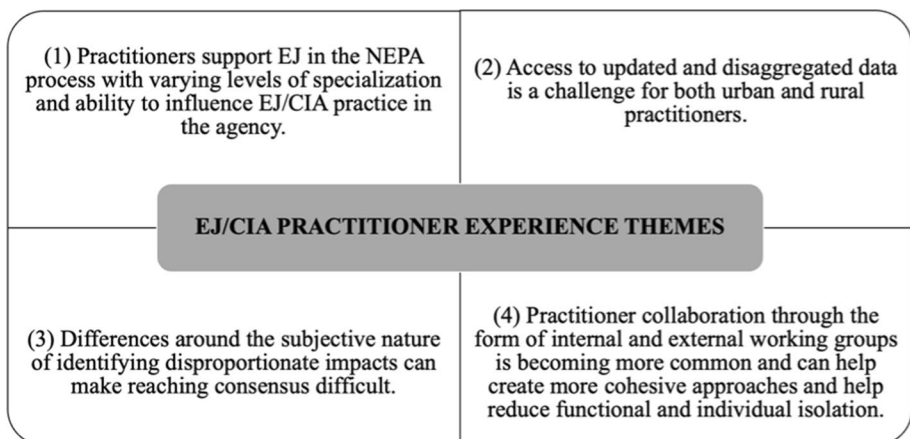 (1) Practitioners support EJ in the NEPA
process with varying levels of specialization
and ability to influence EJ/CIA practice in
the agency.
(2) Access to updated and disaggregated data
is a challenge for both urban and rural
practitioners.
EJ/CIA PRACTITIONER EXPERIENCE THEMES
(3) Differences around the subjective nature
of identifying disproportionate impacts can
make reaching consensus difficult.
(4) Practitioner collaboration through the
form of internal and external working groups
is becoming more common and can help
create more cohesive approaches and help
reduce functional and individual isolation.